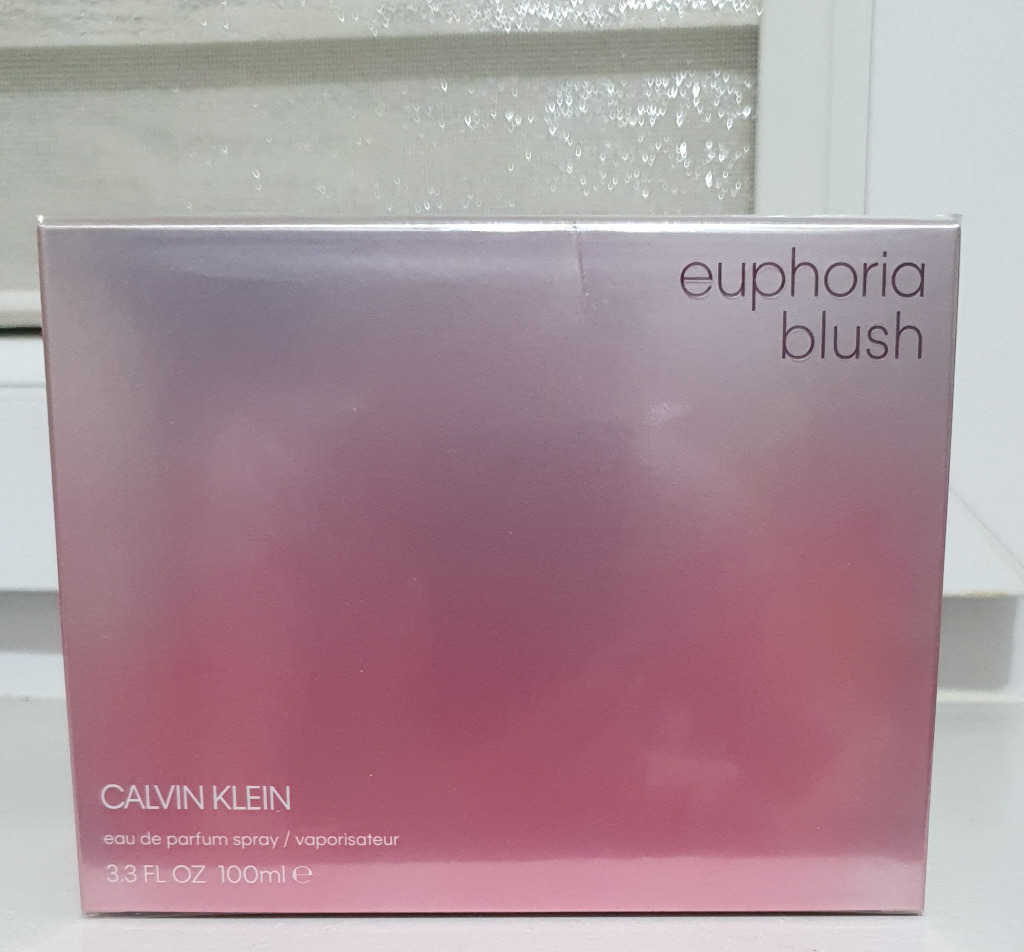 euphoria
blush
CALVIN KLEIN
eau de parfum spray / vaporisateur
3.3 FL OZ 100ml ℮